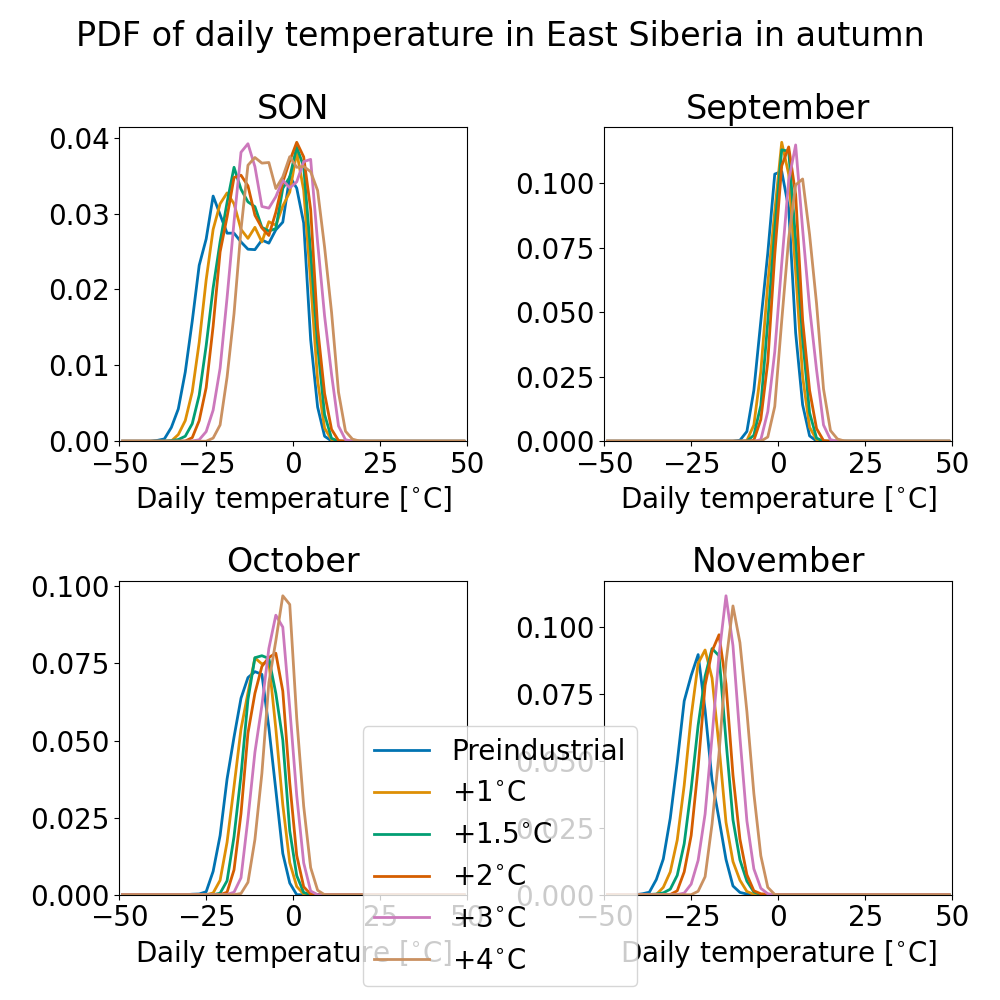 PDF of daily temperature in East Siberia in autumn
SON
0.04
0.03
0.02
0.01
0.00
−50 −25 0 25 50
Daily temperature [°C]
September
0.100
0.075
0.050
0.025
0.000
−50 −25 0 25 50
Daily temperature [°C]
October
0.100
0.075
0.050
0.025
0.000
−50 −25 0 25 50
Daily temperature [°C]
November
0.100
0.075
0.050
0.025
0.000
−50 −25 0 25 50
Daily temperature [°C]
Preindustrial
+1°C
+1.5°C
+2°C
+3°C
+4°C